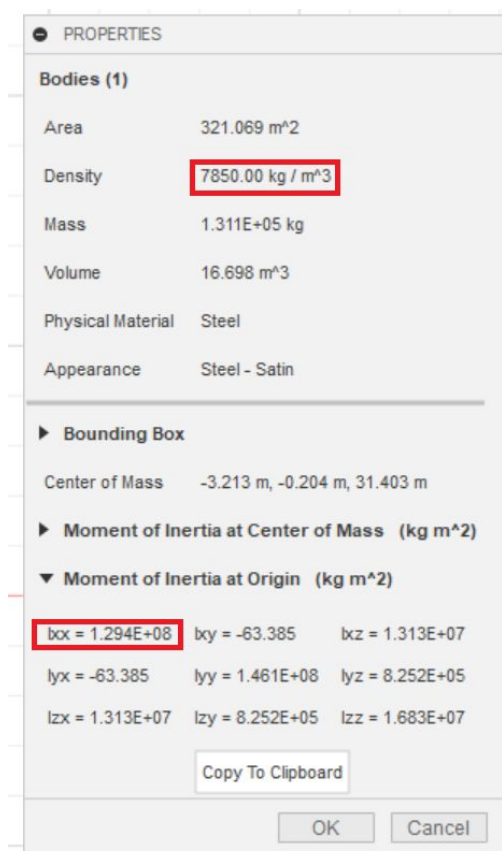 PROPERTIES
Bodies (1)
Area 321.069 m^2
Density 7850.00 kg / m^3
Mass 1.311E+05 kg
Volume 16.698 m^3
Physical Material Steel
Appearance Steel - Satin
Bounding Box
Center of Mass -3.213 m, -0.204 m, 31.403 m
Moment of Inertia at Center of Mass (kg m^2)
Moment of Inertia at Origin (kg m^2)
Ixx = 1.294E+08 Ixy = -63.385 Ixz = 1.313E+07
Iyx = -63.385 Iyy = 1.461E+08 Iyz = 8.252E+05
Izx = 1.313E+07 Izy = 8.252E+05 Izz = 1.683E+07
Copy To Clipboard
OK Cancel